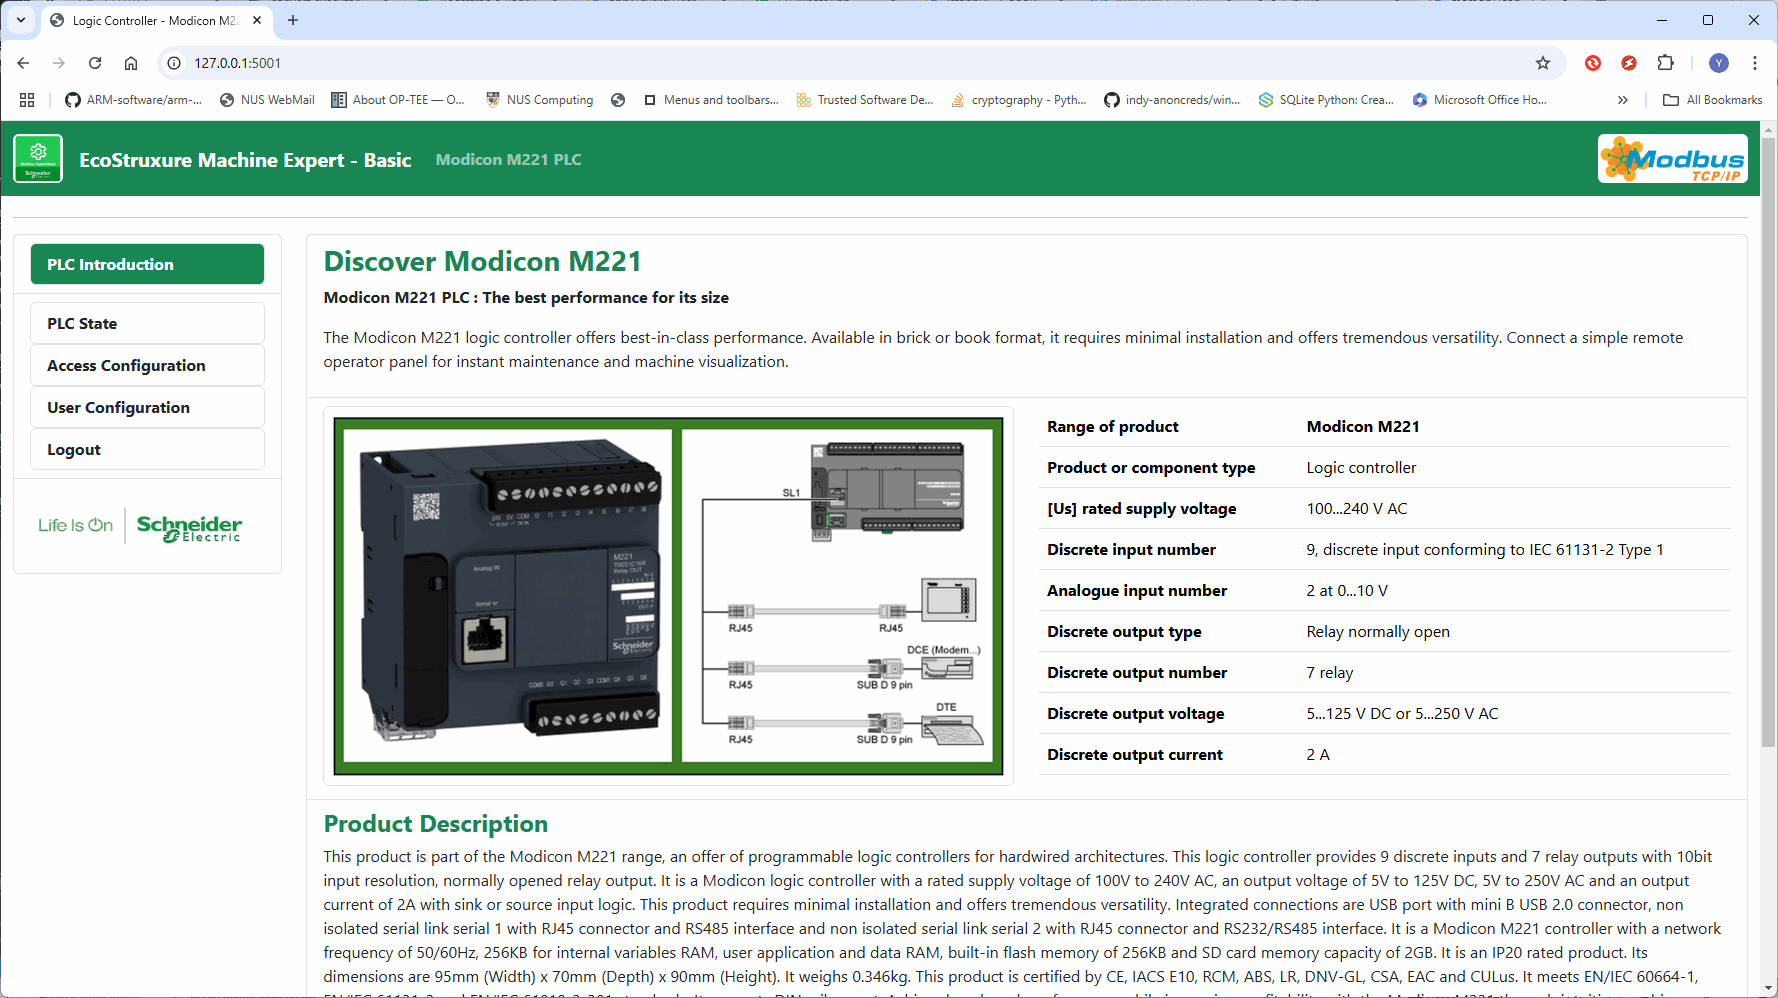 Logic Controller - Modicon M22
127.0.0.1:5001
ARM-software/arm-...
NUS WebMail
About OP-TEE — O...
NUS Computing
Menus and toolbars...
Trusted Software De...
cryptography - Pyth...
indy-anoncreds/win...
SQLite Python: Crea...
Microsoft Office Ho...
»
All Bookmarks
Y
EcoStruxure Machine Expert - Basic
Modicon M221 PLC
Modbus
TCP/IP
PLC Introduction
PLC State
Access Configuration
User Configuration
Logout
Life Is On
Schneider
Electric
Discover Modicon M221
Modicon M221 PLC : The best performance for its size
The Modicon M221 logic controller offers best-in-class performance. Available in brick or book format, it requires minimal installation and offers tremendous versatility. Connect a simple remote
operator panel for instant maintenance and machine visualization.
Analog IN
Serial
M221
TM221C16R
Relay OUT
Schneider
Electric
SL1
RJ45
RJ45
DCE (Modem...)
RJ45
SUB D 9 pin
DTE
RJ45
SUB D 9 pin
Range of product
Modicon M221
Product or component type
Logic controller
[Us] rated supply voltage
100...240 V AC
Discrete input number
9, discrete input conforming to IEC 61131-2 Type 1
Analogue input number
2 at 0...10 V
Discrete output type
Relay normally open
Discrete output number
7 relay
Discrete output voltage
5...125 V DC or 5...250 V AC
Discrete output current
2 A
Product Description
This product is part of the Modicon M221 range, an offer of programmable logic controllers for hardwired architectures. This logic controller provides 9 discrete inputs and 7 relay outputs with 10bit
input resolution, normally opened relay output. It is a Modicon logic controller with a rated supply voltage of 100V to 240V AC, an output voltage of 5V to 125V DC, 5V to 250V AC and an output
current of 2A with sink or source input logic. This product requires minimal installation and offers tremendous versatility. Integrated connections are USB port with mini B USB 2.0 connector, non
isolated serial link serial 1 with RJ45 connector and RS485 interface and non isolated serial link serial 2 with RJ45 connector and RS232/RS485 interface. It is a Modicon M221 controller with a network
frequency of 50/60Hz, 256KB for internal variables RAM, user application and data RAM, built-in flash memory of 256KB and SD card memory capacity of 2GB. It is an IP20 rated product. Its
dimensions are 95mm (Width) x 70mm (Depth) x 90mm (Height). It weighs 0.346kg. This product is certified by CE, IACS E10, RCM, ABS, LR, DNV-GL, CSA, EAC and CULus. It meets EN/IEC 60664-1,